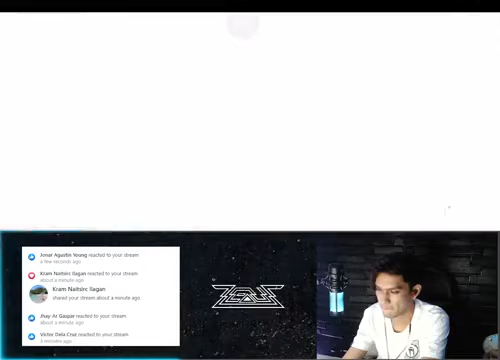 Jonar Agustin Young reacted to your stream
a few seconds ago
Kram Naitsirc Ilagan reacted to your stream
about a minute ago
Kram Naitsirc Ilagan
shared your stream about a minute ago
Jhay Ar Gaspar reacted to your stream
about a minute ago
Victor Dela Cruz reacted to your stream